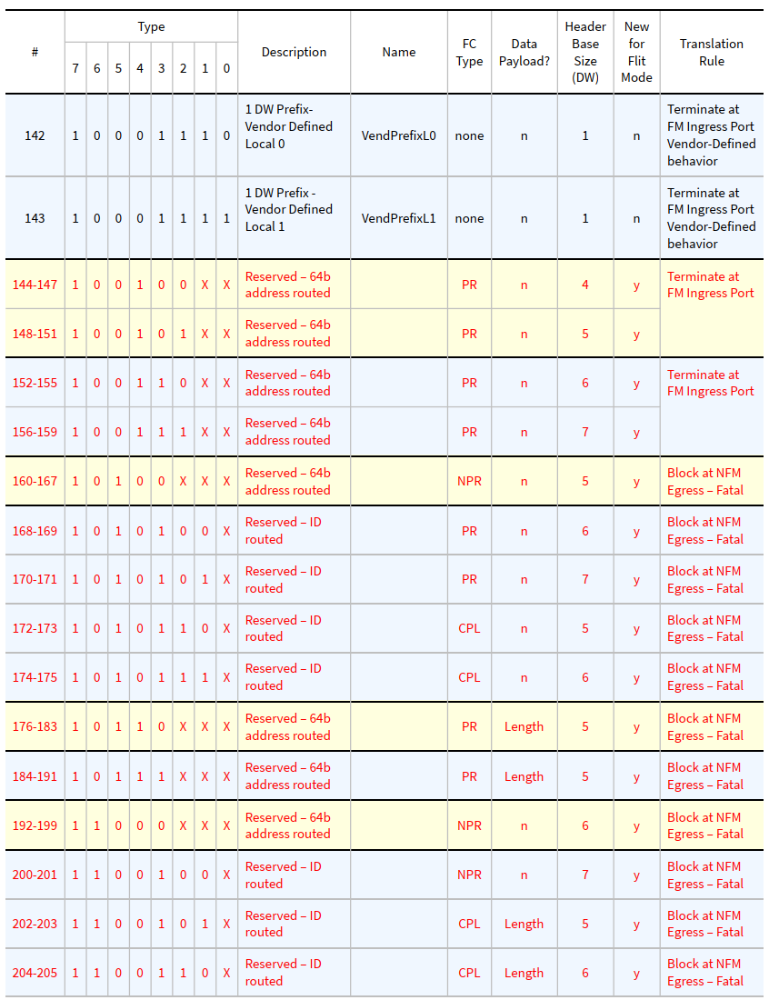 # Type Description Name FC Type Data Payload? Header Base Size (DW) New for Flit Mode Translation Rule
7 6 5 4 3 2 1 0
142 1 0 0 0 1 1 1 0 1 DW Prefix- Vendor Defined Local 0 VendPrefixL0 none n 1 n Terminate at FM Ingress Port Vendor-Defined behavior
143 1 0 0 0 1 1 1 1 1 DW Prefix - Vendor Defined Local 1 VendPrefixL1 none n 1 n Terminate at FM Ingress Port Vendor-Defined behavior
144-147 1 0 0 1 0 0 X X Reserved – 64b address routed PR n 4 y Terminate at FM Ingress Port
148-151 1 0 0 1 0 1 X X Reserved – 64b address routed PR n 5 y
152-155 1 0 0 1 1 0 X X Reserved – 64b address routed PR n 6 y Terminate at FM Ingress Port
156-159 1 0 0 1 1 1 X X Reserved – 64b address routed PR n 7 y
160-167 1 0 1 0 0 X X X Reserved – 64b address routed NPR n 5 y Block at NFM Egress – Fatal
168-169 1 0 1 0 1 0 0 X Reserved – ID routed PR n 6 y Block at NFM Egress – Fatal
170-171 1 0 1 0 1 0 1 X Reserved – ID routed PR n 7 y Block at NFM Egress – Fatal
172-173 1 0 1 0 1 1 0 X Reserved – ID routed CPL n 5 y Block at NFM Egress – Fatal
174-175 1 0 1 0 1 1 1 X Reserved – ID routed CPL n 6 y Block at NFM Egress – Fatal
176-183 1 0 1 1 0 X X X Reserved – 64b address routed PR Length 5 y Block at NFM Egress – Fatal
184-191 1 0 1 1 1 X X X Reserved – 64b address routed PR Length 5 y Block at NFM Egress – Fatal
192-199 1 1 0 0 0 X X X Reserved – 64b address routed NPR n 6 y Block at NFM Egress – Fatal
200-201 1 1 0 0 1 0 0 X Reserved – ID routed NPR n 7 y Block at NFM Egress – Fatal
202-203 1 1 0 0 1 0 1 X Reserved – ID routed CPL Length 5 y Block at NFM Egress – Fatal
204-205 1 1 0 0 1 1 0 X Reserved – ID routed CPL Length 6 y Block at NFM Egress – Fatal